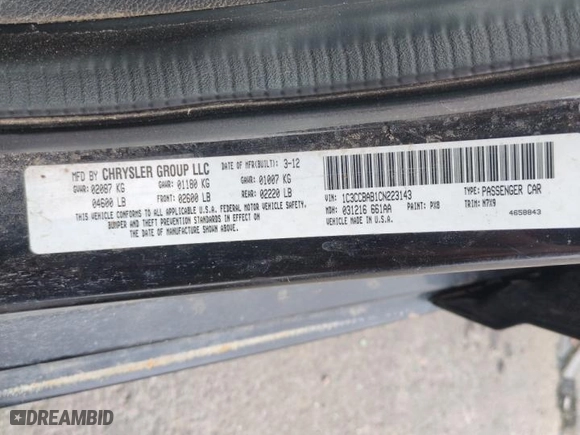 MFD BY CHRYSLER GROUP LLC DATE OF MFR(BUILT): 3-12
GVWR: 02087 KG GAWR: 01180 KG GAWR: 01007 KG
04600 LB FRONT: 02600 LB REAR: 02220 LB
THIS VEHICLE CONFORMS TO ALL APPLICABLE
U.S.A. FEDERAL MOTOR VEHICLE SAFETY,
BUMPER AND THEFT PREVENTION STANDARDS IN EFFECT ON
THE DATE OF MANUFACTURE SHOWN ABOVE.
VIN: 1C3CCBAB1CN223143 TYPE: PASSENGER CAR
MDH: 031216 661AA PAINT: PX8 TRIM: M7X9
VEHICLE MADE IN U.S.A. 4658843
DREAMBID